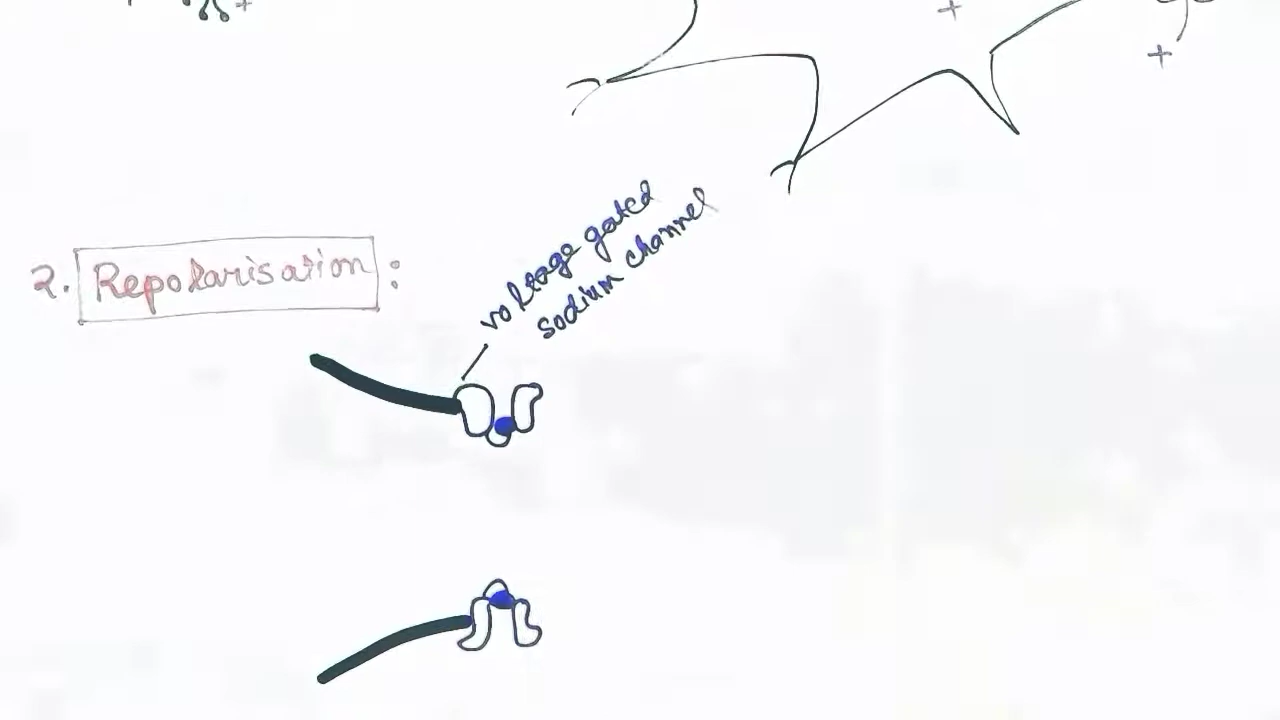 +
+
+
2. Repolarisation :
voltage gated
sodium channel